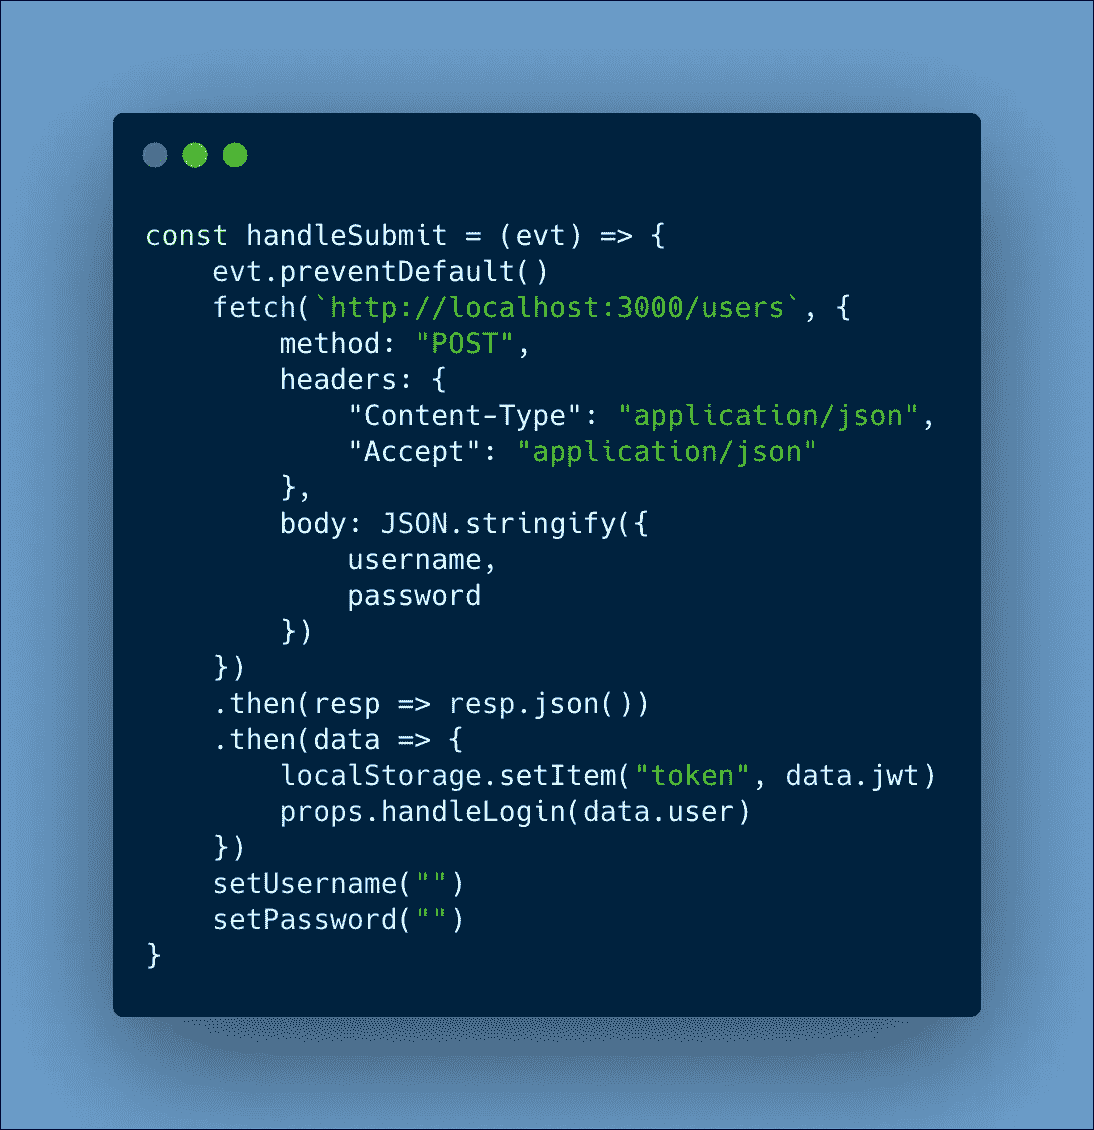 const handleSubmit = (evt) => {
    evt.preventDefault()
    fetch(`http://localhost:3000/users`, {
        method: "POST",
        headers: {
            "Content-Type": "application/json",
            "Accept": "application/json"
        },
        body: JSON.stringify({
            username,
            password
        })
    })
    .then(resp => resp.json())
    .then(data => {
        localStorage.setItem("token", data.jwt)
        props.handleLogin(data.user)
    })
    setUsername("")
    setPassword("")
}